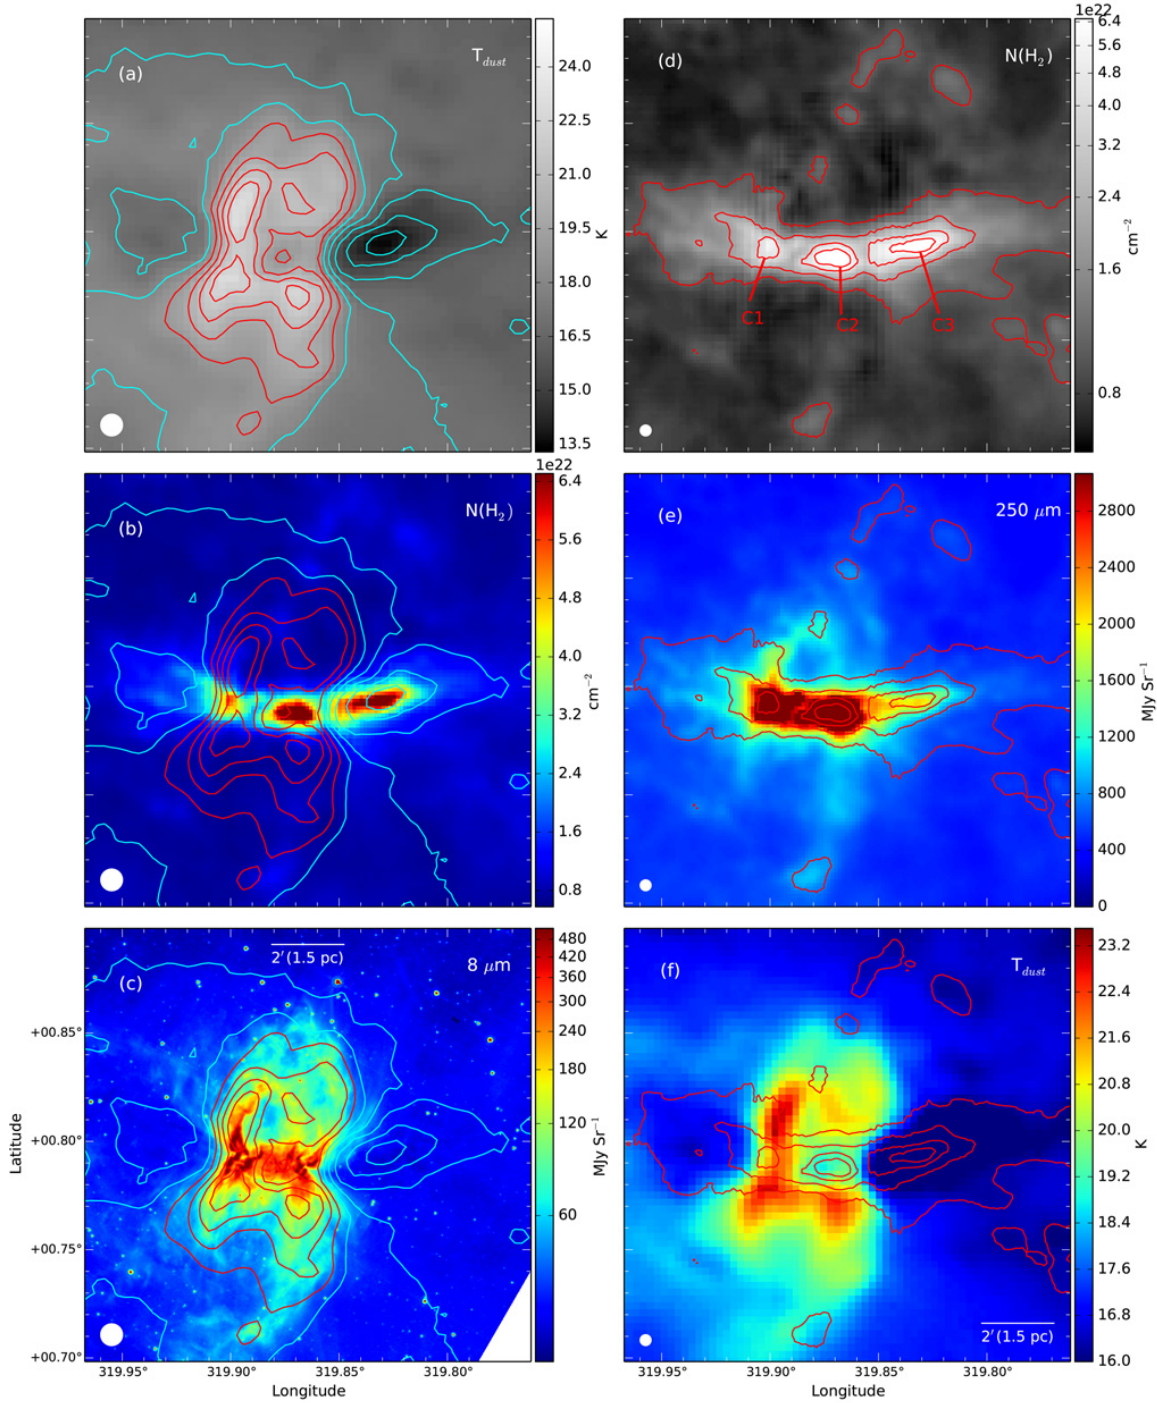 (a)
T_dust
24.0
22.5
21.0
19.5
18.0
16.5
15.0
13.5
K
(d)
N(H₂)
1e22
6.4
5.6
4.8
4.0
3.2
2.4
1.6
0.8
cm⁻²
C1
C2
C3
(b)
N(H₂)
1e22
6.4
5.6
4.8
4.0
3.2
2.4
1.6
0.8
cm⁻²
(e)
250 μm
2800
2400
2000
1600
1200
800
400
0
MJy Sr⁻¹
(c)
2′(1.5 pc)
8 μm
480
420
360
300
240
180
120
60
MJy Sr⁻¹
+00.85°
+00.80°
+00.75°
+00.70°
Latitude
319.95°
319.90°
319.85°
319.80°
Longitude
(f)
T_dust
23.2
22.4
21.6
20.8
20.0
19.2
18.4
17.6
16.8
16.0
K
2′(1.5 pc)
319.95°
319.90°
319.85°
319.80°
Longitude